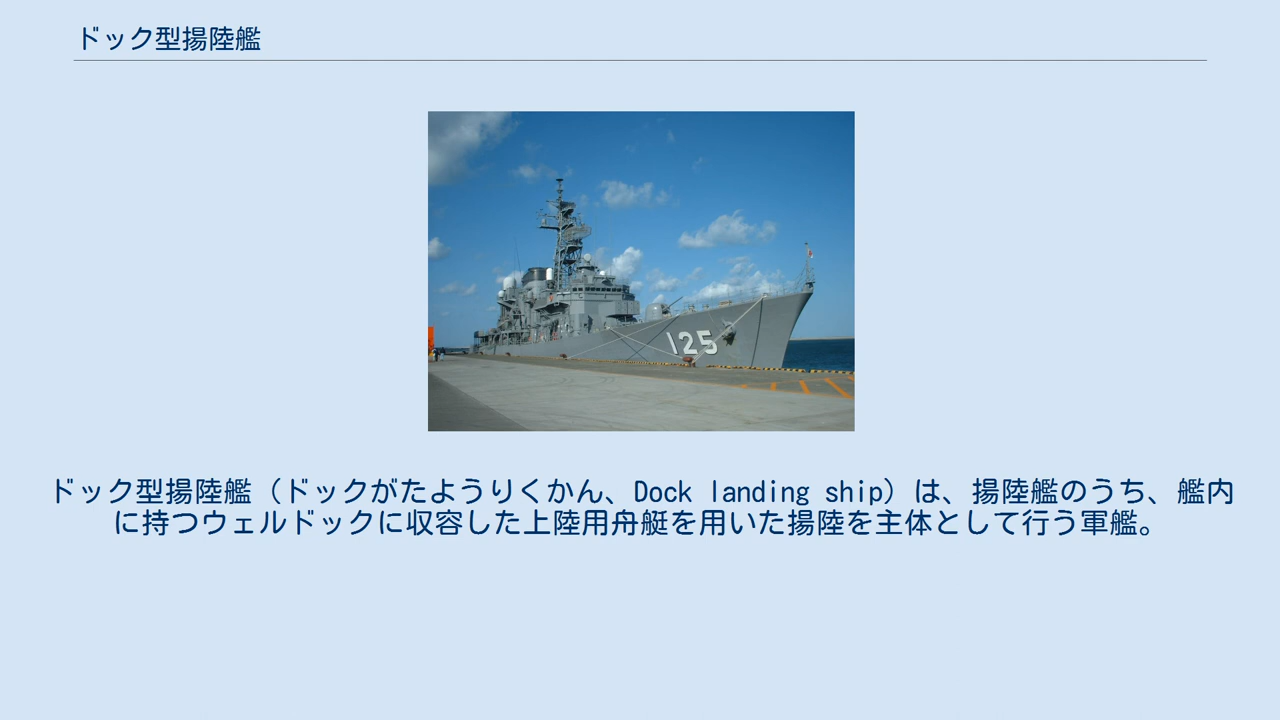 ドック型揚陸艦
125
ドック型揚陸艦（ドックがたようりくかん、Dock landing ship）は、揚陸艦のうち、艦内
に持つウェルドックに収容した上陸用舟艇を用いた揚陸を主体として行う軍艦。